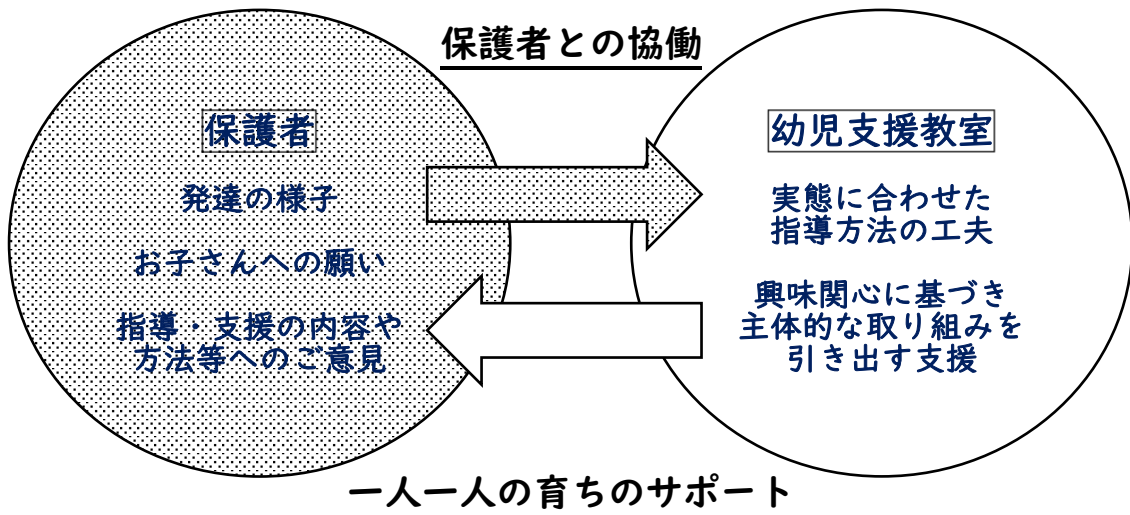 保護者との協働
保護者
発達の様子
お子さんへの願い
指導・支援の内容や
方法等へのご意見
幼児支援教室
実態に合わせた
指導方法の工夫
興味関心に基づき
主体的な取り組みを
引き出す支援
一人一人の育ちのサポート